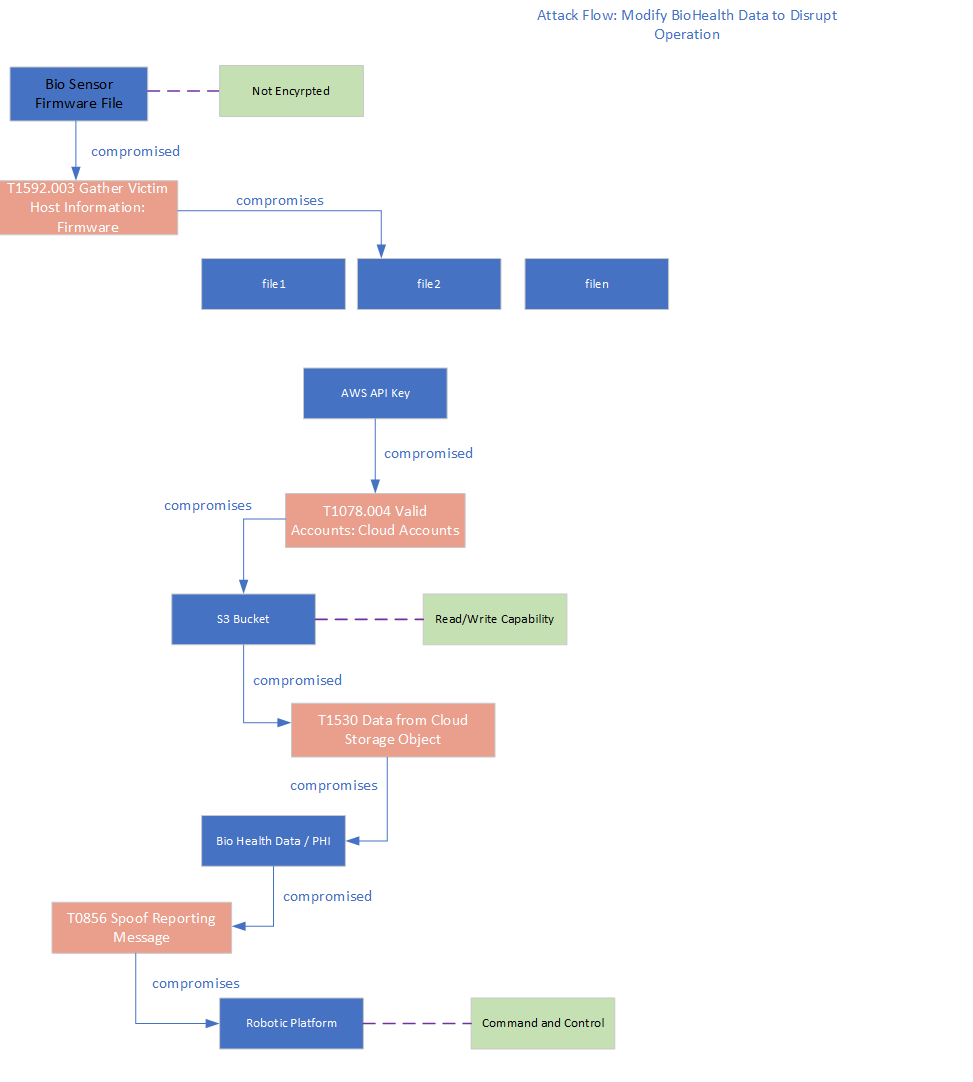 Attack Flow: Modify BioHealth Data to Disrupt
Operation
Bio Sensor
Firmware File
Not Encyrpted
compromised
T1592.003 Gather Victim
Host Information:
Firmware
compromises
file1
file2
filen
AWS API Key
compromised
T1078.004 Valid
Accounts: Cloud Accounts
compromises
S3 Bucket
Read/Write Capability
compromised
T1530 Data from Cloud
Storage Object
compromises
Bio Health Data / PHI
compromised
T0856 Spoof Reporting
Message
compromises
Robotic Platform
Command and Control